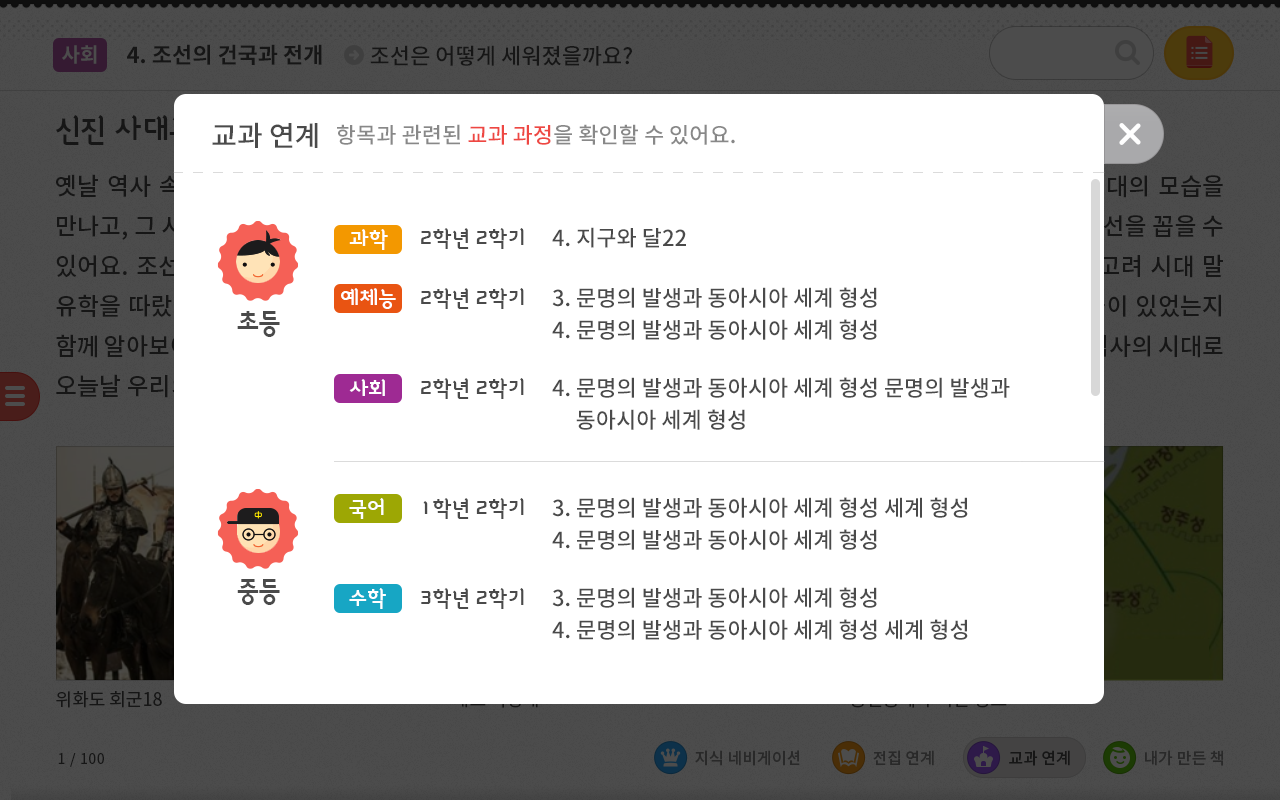 사회 4. 조선의 건국과 전개 조선은 어떻게 세워졌을까요?
신진 사대
교과 연계 항목과 관련된 교과 과정을 확인할 수 있어요.
옛날 역사 대의 모습을
만나고, 그 선을 꼽을 수
있어요. 조선 고려 시대 말
유학을 따랐 이 있었는지
함께 알아보 사의 시대로
오늘날 우리
초등
과학 2학년 2학기 4. 지구와 달22
예체능 2학년 2학기 3. 문명의 발생과 동아시아 세계 형성
4. 문명의 발생과 동아시아 세계 형성
사회 2학년 2학기 4. 문명의 발생과 동아시아 세계 형성 문명의 발생과
동아시아 세계 형성
중등
국어 1학년 2학기 3. 문명의 발생과 동아시아 세계 형성 세계 형성
4. 문명의 발생과 동아시아 세계 형성
수학 3학년 2학기 3. 문명의 발생과 동아시아 세계 형성
4. 문명의 발생과 동아시아 세계 형성 세계 형성
정주성
위화도 회군18
1 / 100
지식 네비게이션 전집 연계 교과 연계 내가 만든 책